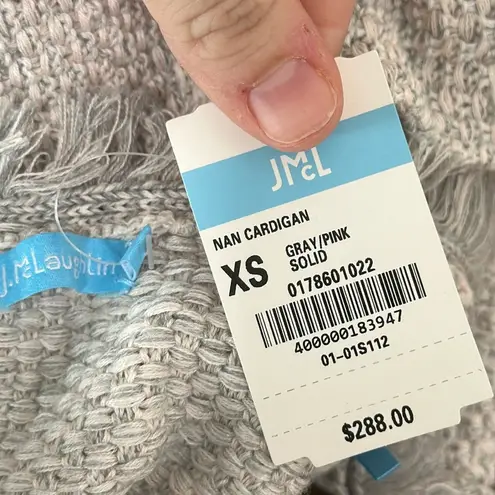 JMcL
NAN CARDIGAN
XS
GRAY/PINK
SOLID
0178601022
400000183947
01-01S112
$288.00
J.McLaughlin